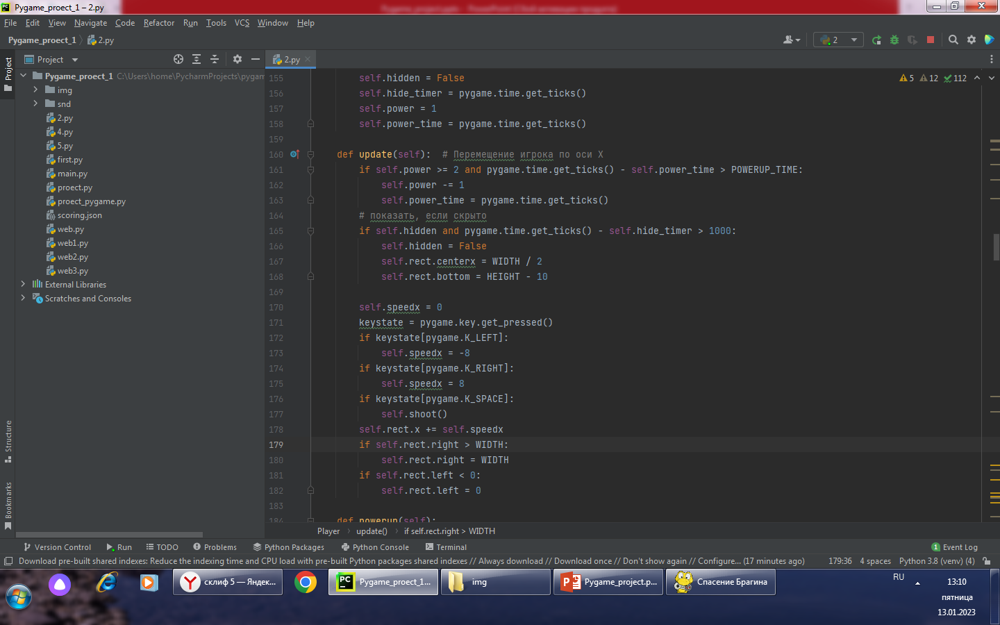 Pygame_proect_1 – 2.py
File Edit View Navigate Code Refactor Run Tools VCS Window Help
Pygame_proect_1 2.py
2
Project
2.py
Project
Pygame_proect_1 C:\Users\home\PycharmProjects\pygam
img
snd
2.py
4.py
5.py
first.py
main.py
proect.py
proect_pygame.py
scoring.json
web.py
web1.py
web2.py
web3.py
External Libraries
Scratches and Consoles
Structure
Bookmarks
5 12 112
155 self.hidden = False
156 self.hide_timer = pygame.time.get_ticks()
157 self.power = 1
158 self.power_time = pygame.time.get_ticks()
159
160 def update(self): # Перемещение игрока по оси X
161 if self.power >= 2 and pygame.time.get_ticks() - self.power_time > POWERUP_TIME:
162 self.power -= 1
163 self.power_time = pygame.time.get_ticks()
164 # показать, если скрыто
165 if self.hidden and pygame.time.get_ticks() - self.hide_timer > 1000:
166 self.hidden = False
167 self.rect.centerx = WIDTH / 2
168 self.rect.bottom = HEIGHT - 10
169
170 self.speedx = 0
171 keystate = pygame.key.get_pressed()
172 if keystate[pygame.K_LEFT]:
173 self.speedx = -8
174 if keystate[pygame.K_RIGHT]:
175 self.speedx = 8
176 if keystate[pygame.K_SPACE]:
177 self.shoot()
178 self.rect.x += self.speedx
179 if self.rect.right > WIDTH:
180 self.rect.right = WIDTH
181 if self.rect.left < 0:
182 self.rect.left = 0
183
184 def powerup(self):
Player update() if self.rect.right > WIDTH
Version Control Run TODO Problems Python Packages Python Console Terminal 1 Event Log
Download pre-built shared indexes: Reduce the indexing time and CPU load with pre-built Python packages shared indexes // Always download // Download once // Don't show again // Configure... (17 minutes ago) 179:36 4 spaces Python 3.8 (venv) (4)
склиф 5 — Яндек... Pygame_proect_1... img Pygame_project.p... Спасение Брагина RU 13:10
пятница
13.01.2023